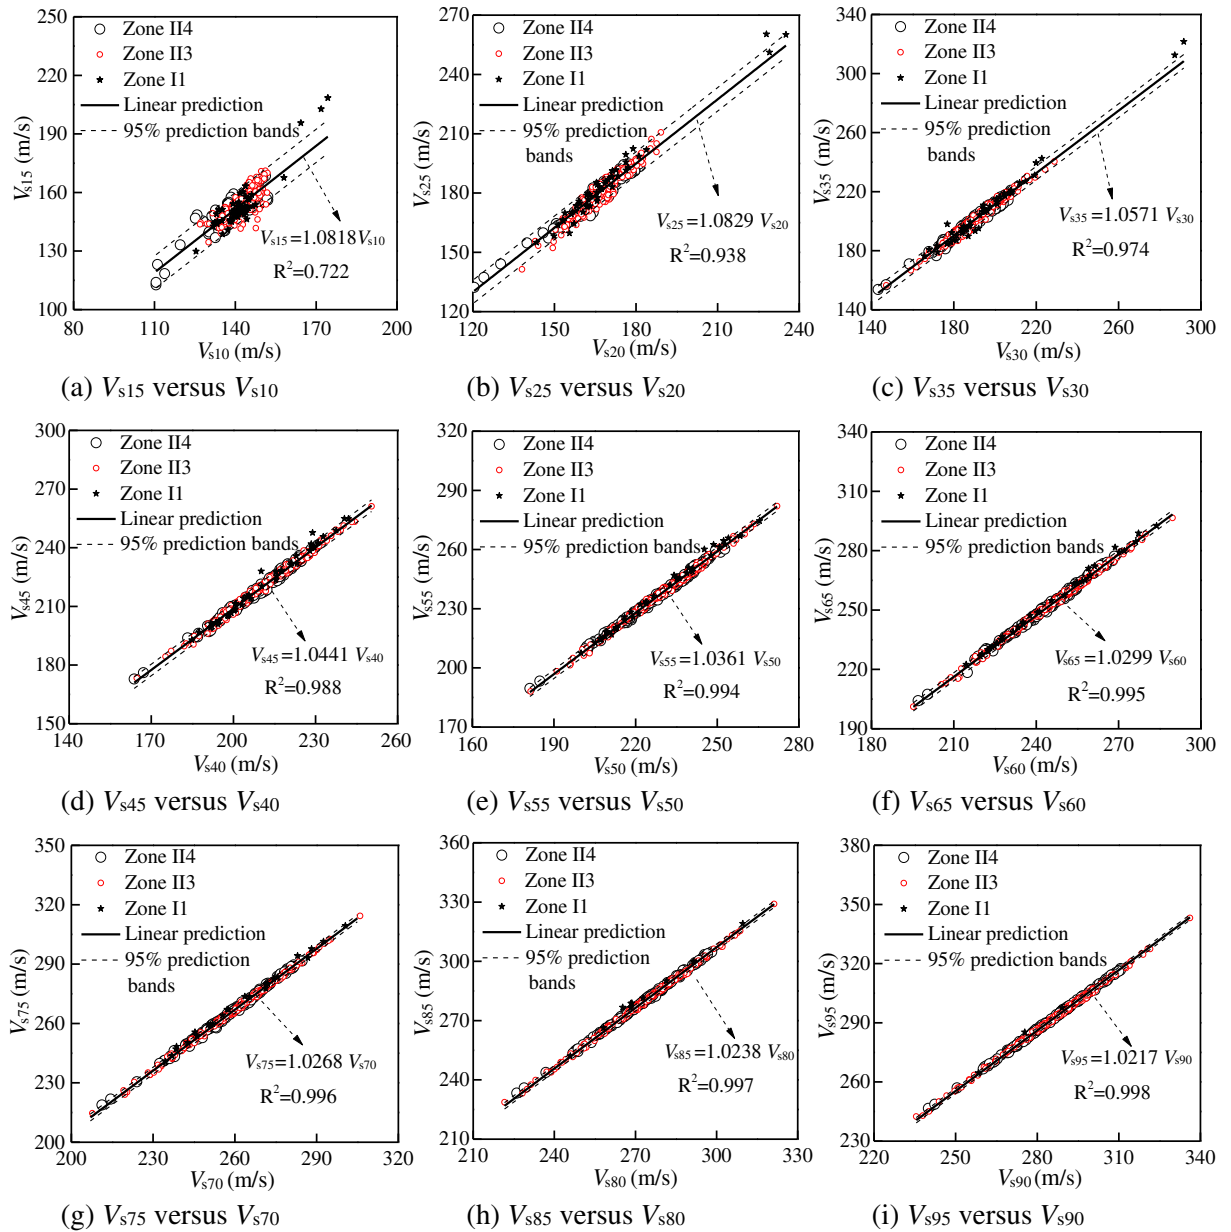 Zone II4
Zone II3
Zone I1
Linear prediction
95% prediction bands
250
220
190
160
130
100
80
110
140
170
200
Vs15 (m/s)
Vs10 (m/s)
Vs15=1.0818Vs10
R²=0.722
(a) Vs15 versus Vs10
Zone II4
Zone II3
Zone I1
Linear prediction
95% prediction
bands
270
240
210
180
150
120
120
150
180
210
240
Vs25 (m/s)
Vs20 (m/s)
Vs25=1.0829 Vs20
R²=0.938
(b) Vs25 versus Vs20
Zone II4
Zone II3
Zone I1
Linear prediction
95% prediction
bands
340
300
260
220
180
140
140
180
220
260
300
Vs35 (m/s)
Vs30 (m/s)
Vs35=1.0571 Vs30
R²=0.974
(c) Vs35 versus Vs30
Zone II4
Zone II3
Zone I1
Linear prediction
95% prediction bands
300
270
240
210
180
150
140
170
200
230
260
Vs45 (m/s)
Vs40 (m/s)
Vs45=1.0441 Vs40
R²=0.988
(d) Vs45 versus Vs40
Zone II4
Zone II3
Zone I1
Linear prediction
95% prediction bands
320
290
260
230
200
170
160
190
220
250
280
Vs55 (m/s)
Vs50 (m/s)
Vs55=1.0361 Vs50
R²=0.994
(e) Vs55 versus Vs50
Zone II4
Zone II3
Zone I1
Linear prediction
95% prediction bands
340
310
280
250
220
190
180
210
240
270
300
Vs65 (m/s)
Vs60 (m/s)
Vs65=1.0299 Vs60
R²=0.995
(f) Vs65 versus Vs60
Zone II4
Zone II3
Zone I1
Linear prediction
95% prediction
bands
350
320
290
260
230
200
200
230
260
290
320
Vs75 (m/s)
Vs70 (m/s)
Vs75=1.0268 Vs70
R²=0.996
(g) Vs75 versus Vs70
Zone II4
Zone II3
Zone I1
Linear prediction
95% prediction
bands
360
330
300
270
240
210
210
240
270
300
330
Vs85 (m/s)
Vs80 (m/s)
Vs85=1.0238 Vs80
R²=0.997
(h) Vs85 versus Vs80
Zone II4
Zone II3
Zone I1
Linear prediction
95% prediction bands
380
350
320
290
260
230
220
250
280
310
340
Vs95 (m/s)
Vs90 (m/s)
Vs95=1.0217 Vs90
R²=0.998
(i) Vs95 versus Vs90